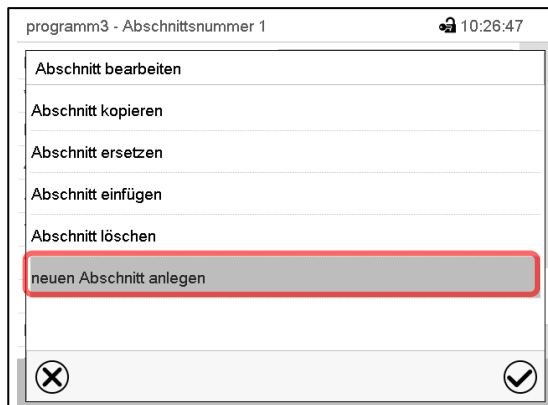 programm3 - Abschnittsnummer 1 10:26:47
Abschnitt bearbeiten
Abschnitt kopieren
Abschnitt ersetzen
Abschnitt einfügen
Abschnitt löschen
neuen Abschnitt anlegen